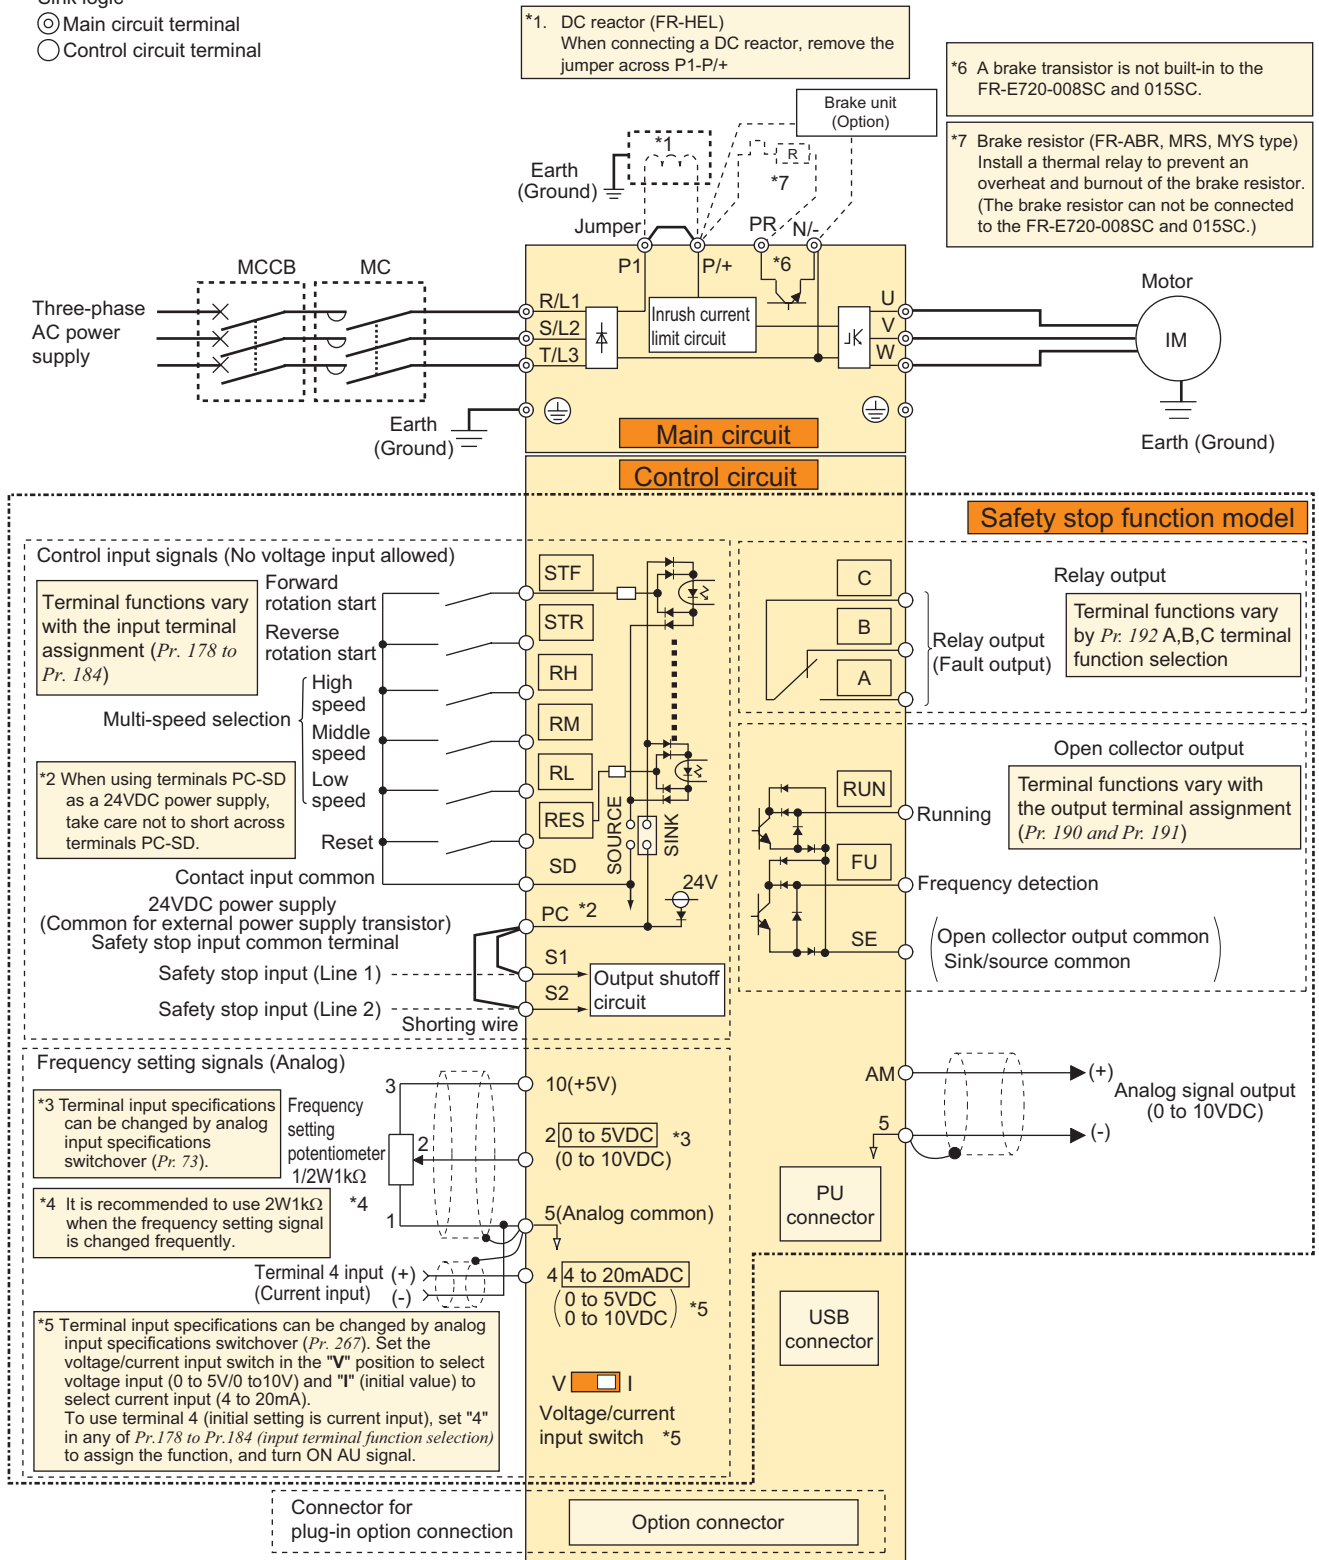 Sink logic
Main circuit terminal
Control circuit terminal
*1. DC reactor (FR-HEL)
When connecting a DC reactor, remove the
jumper across P1-P/+
*6 A brake transistor is not built-in to the
FR-E720-008SC and 015SC.
*7 Brake resistor (FR-ABR, MRS, MYS type)
Install a thermal relay to prevent an
overheat and burnout of the brake resistor.
(The brake resistor can not be connected
to the FR-E720-008SC and 015SC.)
Brake unit
(Option)
*1
R
*7
Earth
(Ground)
Jumper
PR
N/-
P1
P/+
*6
MCCB
MC
Motor
Three-phase
AC power
supply
R/L1
S/L2
T/L3
Inrush current
limit circuit
U
V
W
IM
Earth
(Ground)
Earth (Ground)
Main circuit
Control circuit
Safety stop function model
Control input signals (No voltage input allowed)
Terminal functions vary
with the input terminal
assignment (Pr. 178 to
Pr. 184)
Forward
rotation start
Reverse
rotation start
Multi-speed selection
High
speed
Middle
speed
Low
speed
*2 When using terminals PC-SD
as a 24VDC power supply,
take care not to short across
terminals PC-SD.
Reset
Contact input common
24VDC power supply
(Common for external power supply transistor)
Safety stop input common terminal
Safety stop input (Line 1)
Safety stop input (Line 2)
Shorting wire
STF
STR
RH
RM
RL
RES
SD
PC *2
S1
S2
SOURCE
SINK
24V
Output shutoff
circuit
C
B
A
Relay output
Relay output
(Fault output)
Terminal functions vary
by Pr. 192 A,B,C terminal
function selection
Open collector output
Terminal functions vary with
the output terminal assignment
(Pr. 190 and Pr. 191)
RUN
Running
FU
Frequency detection
SE
Open collector output common
Sink/source common
Frequency setting signals (Analog)
*3 Terminal input specifications
can be changed by analog
input specifications
switchover (Pr. 73).
Frequency
setting
potentiometer
1/2W1kΩ
*4
*4 It is recommended to use 2W1kΩ
when the frequency setting signal
is changed frequently.
3
2
1
10(+5V)
2 0 to 5VDC *3
(0 to 10VDC)
5(Analog common)
Terminal 4 input (+)
(Current input) (-)
4 4 to 20mADC
0 to 5VDC
0 to 10VDC
*5
*5 Terminal input specifications can be changed by analog
input specifications switchover (Pr. 267). Set the
voltage/current input switch in the "V" position to select
voltage input (0 to 5V/0 to10V) and "I" (initial value) to
select current input (4 to 20mA).
To use terminal 4 (initial setting is current input), set "4"
in any of Pr.178 to Pr.184 (input terminal function selection)
to assign the function, and turn ON AU signal.
V I
Voltage/current
input switch *5
AM
5
(+)
(-)
Analog signal output
(0 to 10VDC)
PU
connector
USB
connector
Connector for
plug-in option connection
Option connector